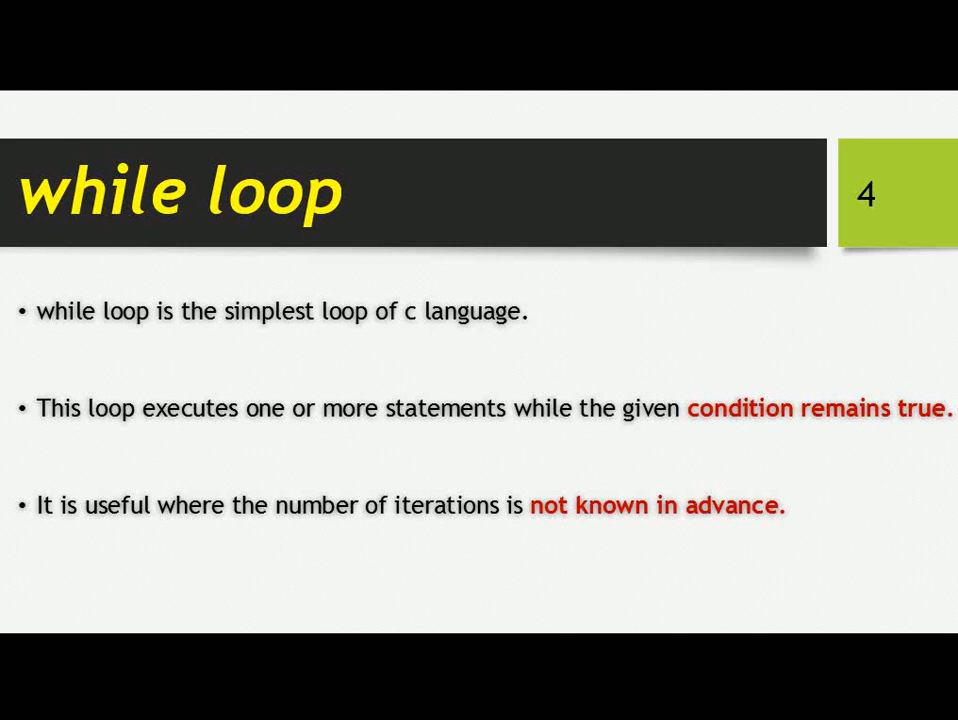 while loop
4
• while loop is the simplest loop of c language.
• This loop executes one or more statements while the given condition remains true.
• It is useful where the number of iterations is not known in advance.